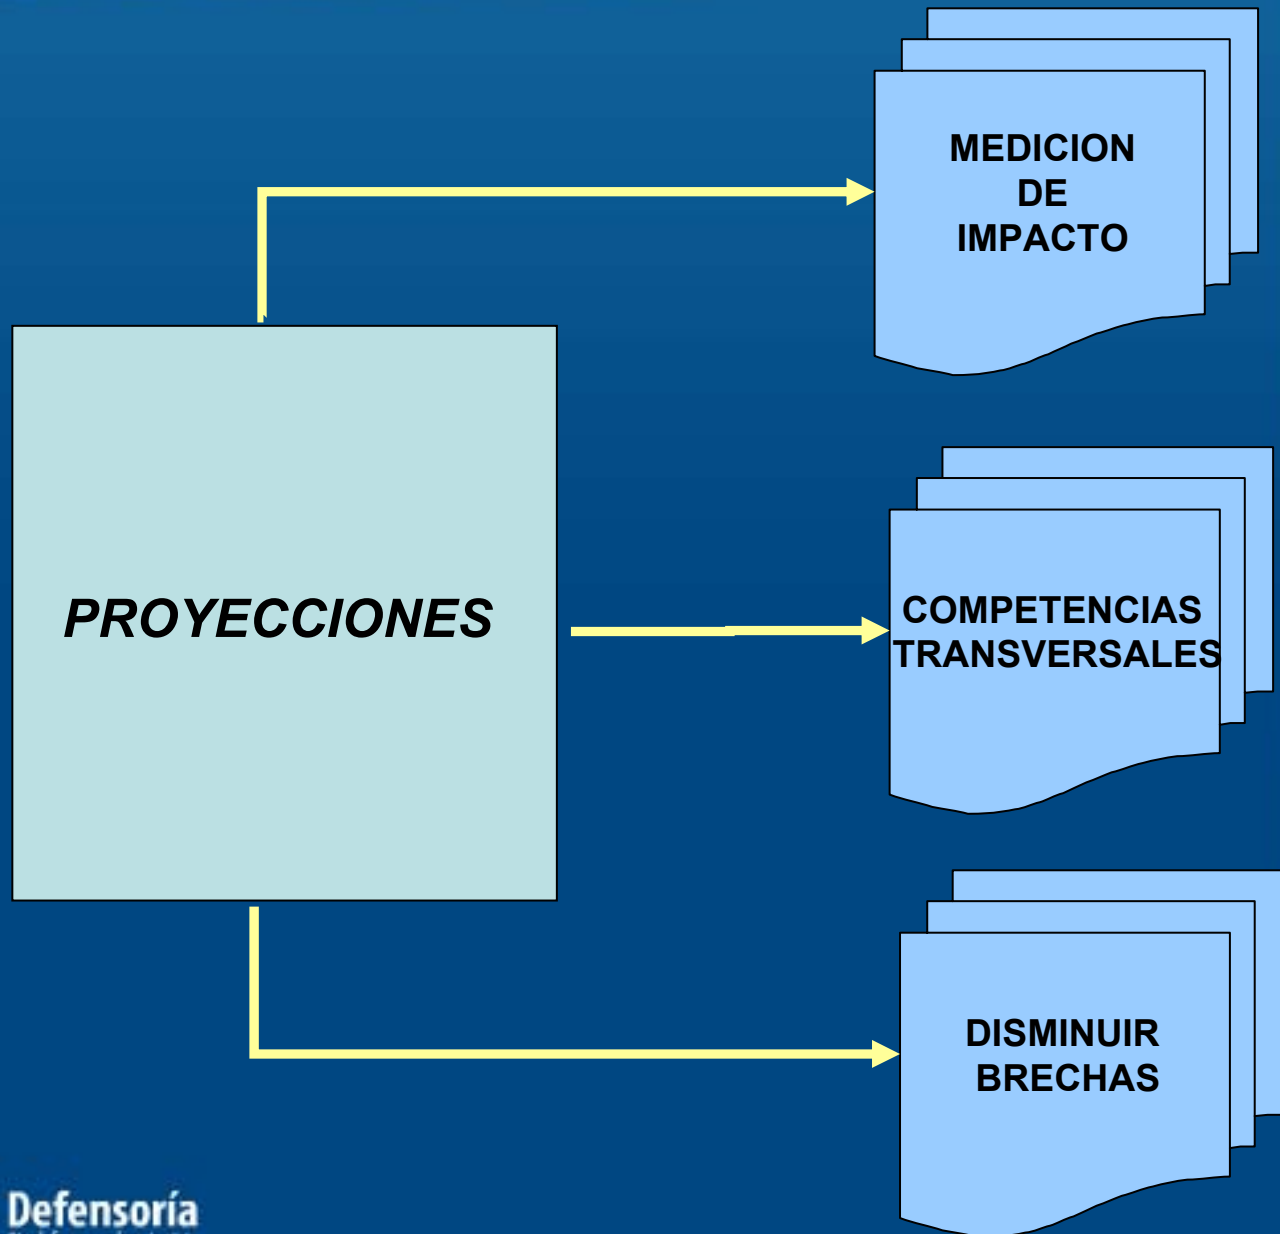 MEDICION
DE
IMPACTO
PROYECCIONES
COMPETENCIAS
TRANSVERSALES
DISMINUIR
BRECHAS
Defensoría